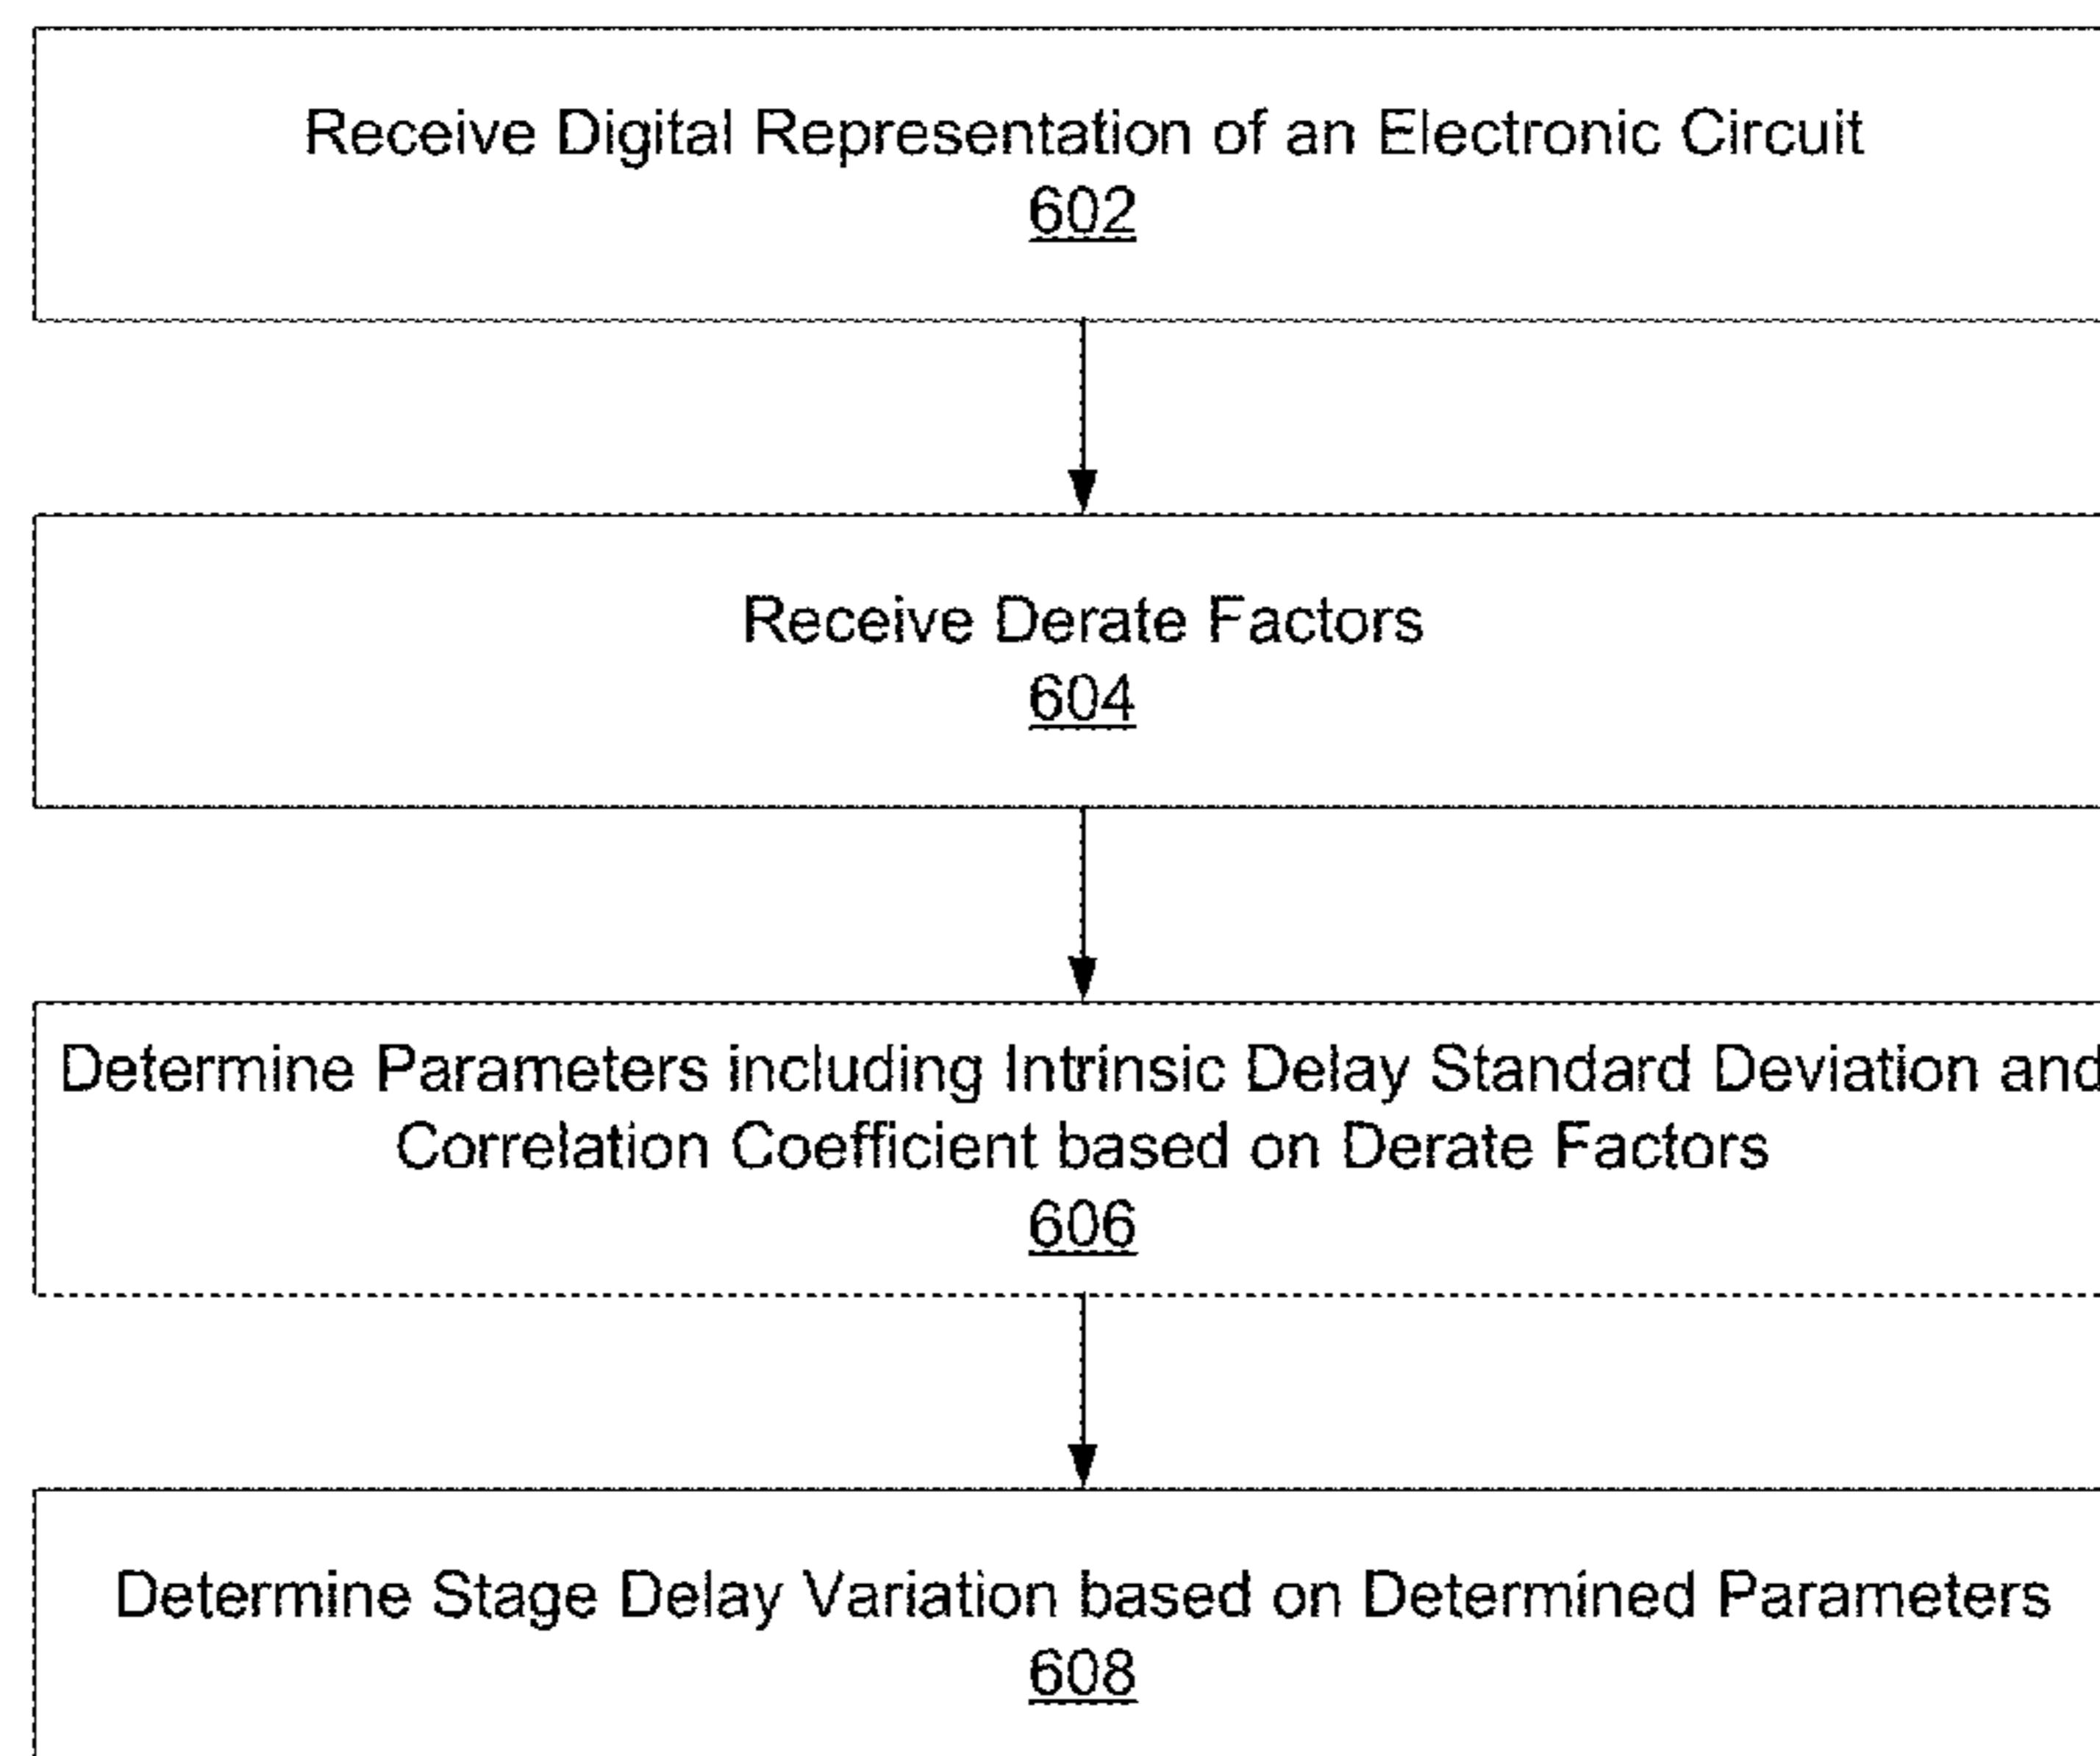 Receive Digital Representation of an Electronic Circuit
602
Receive Derate Factors
604
Determine Parameters including Intrinsic Delay Standard Deviation and
Correlation Coefficient based on Derate Factors
606
Determine Stage Delay Variation based on Determined Parameters
608